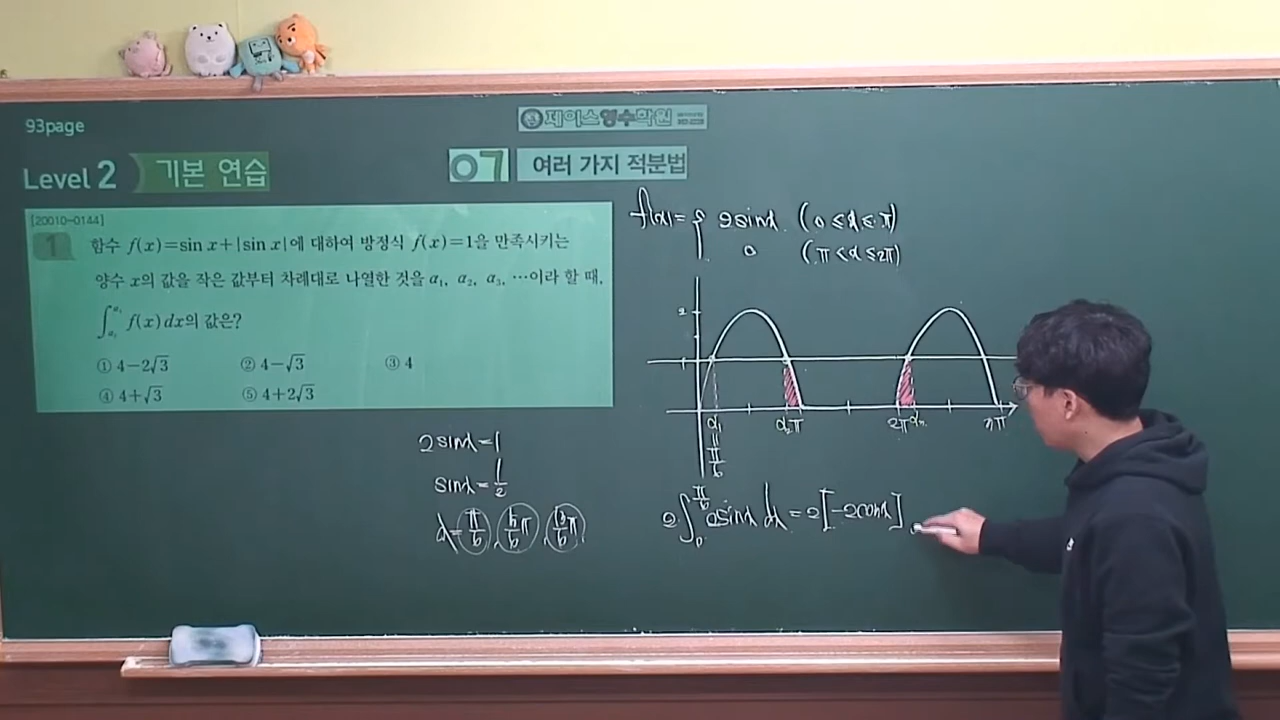 93page
제이스영수학원
Level 2 기본 연습
07 여러 가지 적분법
[20010-0144]
1 함수 f(x)=sin x+|sin x|에 대하여 방정식 f(x)=1을 만족시키는
양수 x의 값을 작은 값부터 차례대로 나열한 것을 α₁, α₂, α₃, …이라 할 때,
f(x)dx의 값은?
① 4-2√3 ② 4-√3 ③ 4
④ 4+√3 ⑤ 4+2√3
f(x)= { 2sinx (0≤x≤π)
0 (π<x≤2π)
2
α₁ α₂ π 2π 3π
π/6
2sinx=1
sinx=1/2
x=π/6, 5/6π, 13/6π
2∫₀^(π/6) 2sinx dx = 2[-2cosx]₀